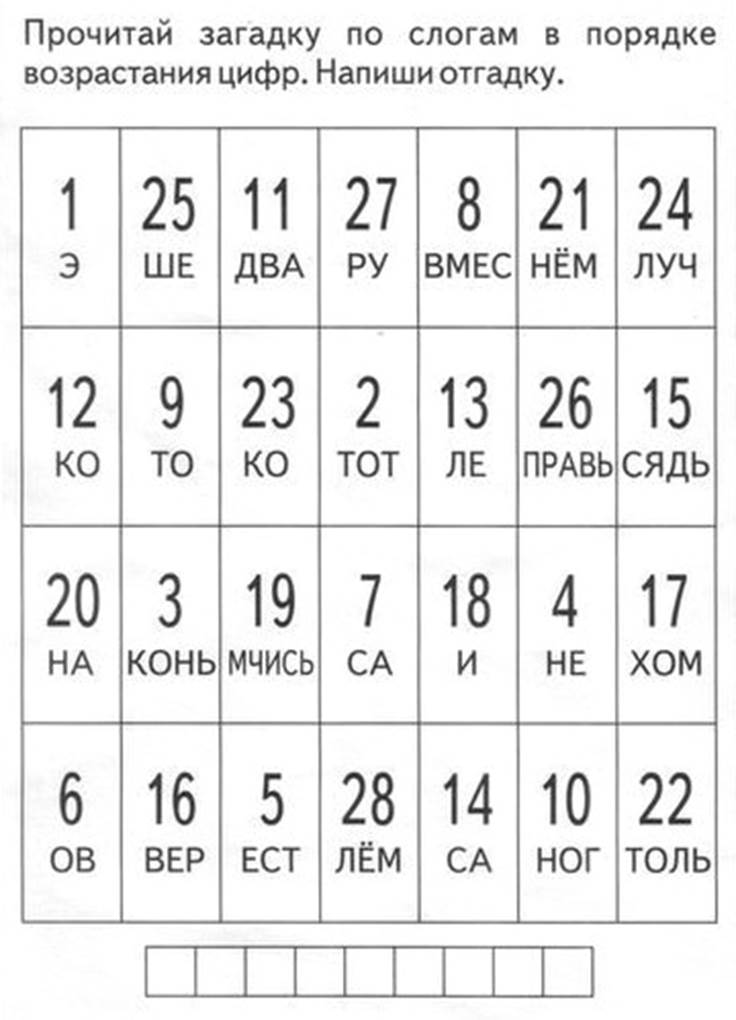 Прочитай загадку по слогам в порядке
возрастания цифр. Напиши отгадку.
1 25 11 27 8 21 24
Э ШЕ ДВА РУ ВМЕС НЁМ ЛУЧ
12 9 23 2 13 26 15
КО ТО КО ТОТ ЛЕ ПРАВЬ СЯДЬ
20 3 19 7 18 4 17
НА КОНЬ МЧИСЬ СА И НЕ ХОМ
6 16 5 28 14 10 22
ОВ ВЕР ЕСТ ЛЁМ СА НОГ ТОЛЬ